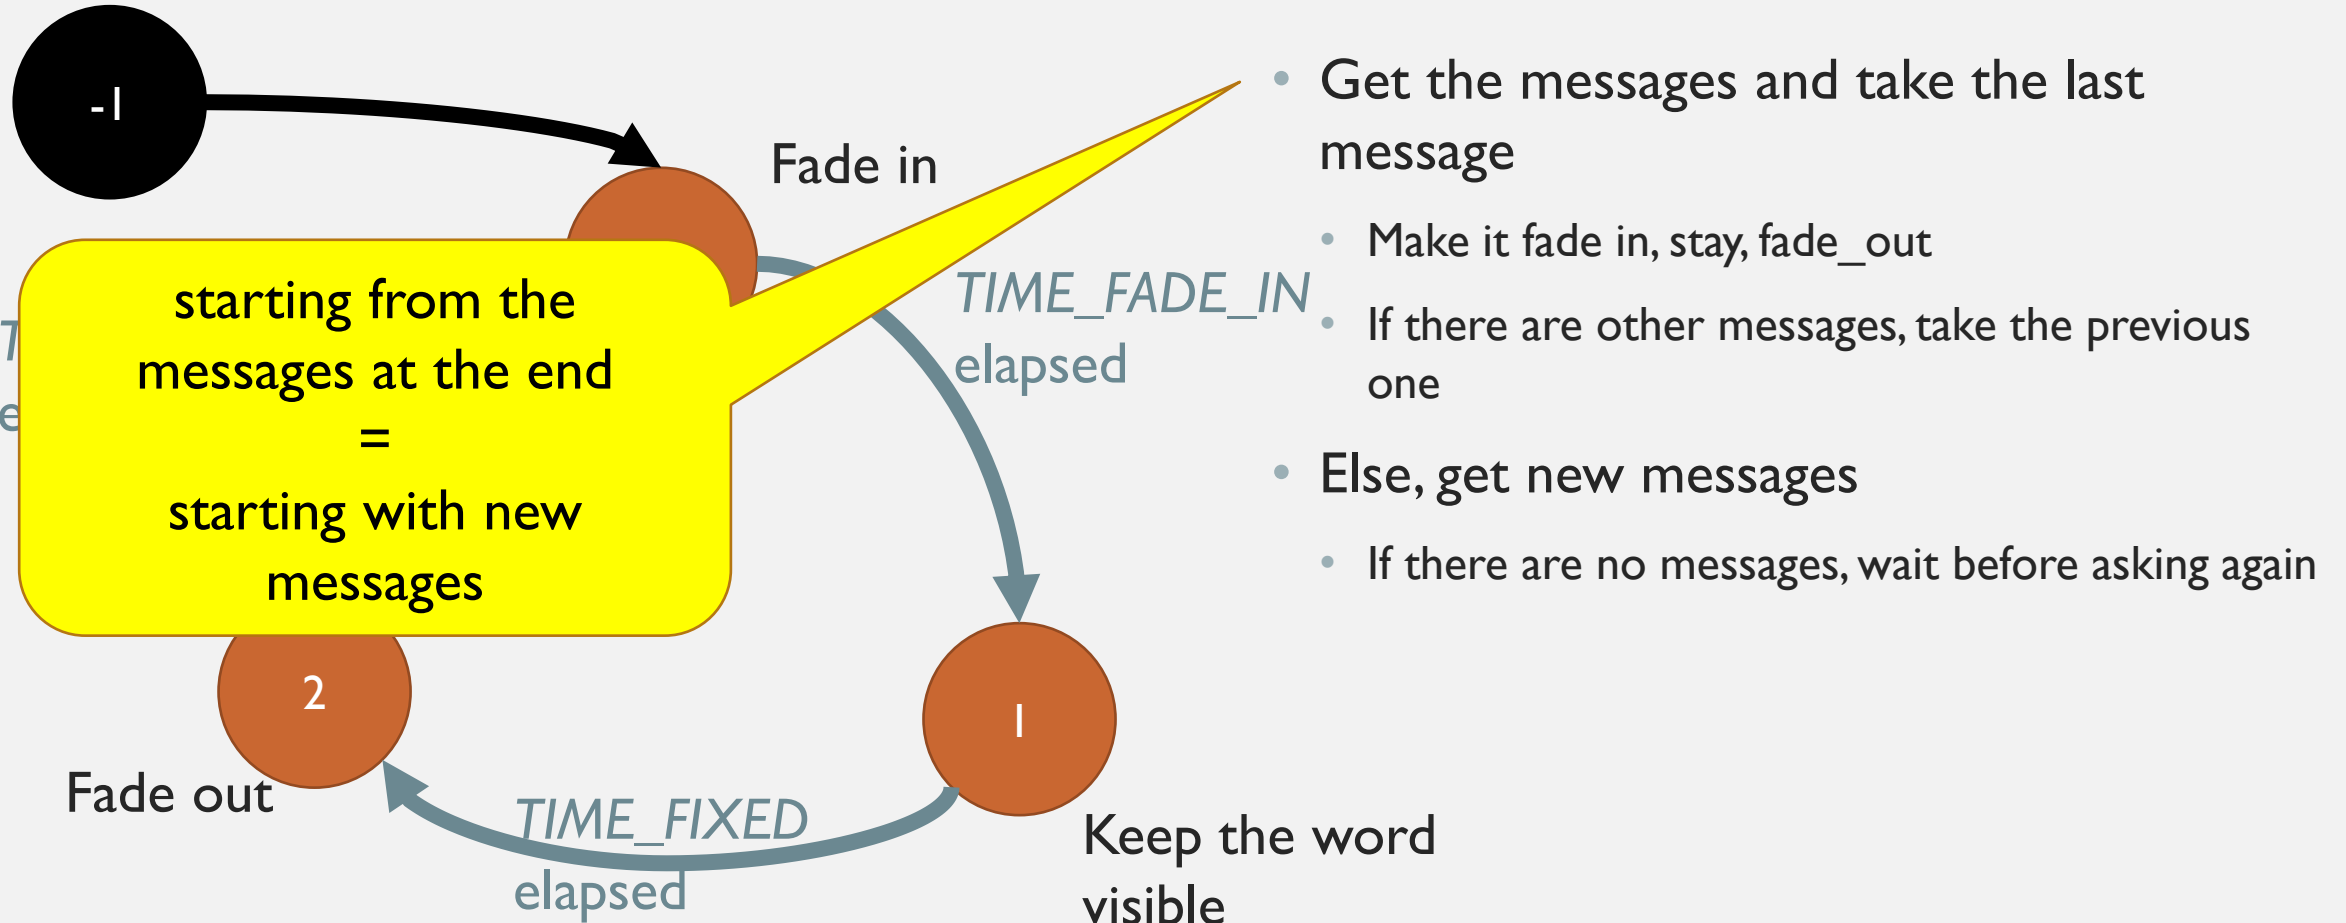 -1
Fade in
TIME_FADE_IN
elapsed
starting from the
messages at the end
=
starting with new
messages
2
1
Fade out
TIME_FIXED
elapsed
Keep the word
visible
Get the messages and take the last
message
Make it fade in, stay, fade_out
If there are other messages, take the previous
one
Else, get new messages
If there are no messages, wait before asking again